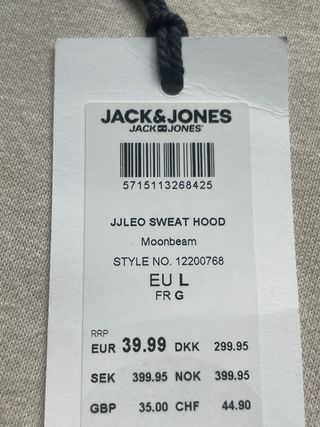 JACK&JONES
JACK & JONES
5715113268425
JJLEO SWEAT HOOD
Moonbeam
STYLE NO. 12200768
EU L
FR G
RRP
EUR 39.99 DKK 299.95
SEK 399.95 NOK 399.95
GBP 35.00 CHF 44.90